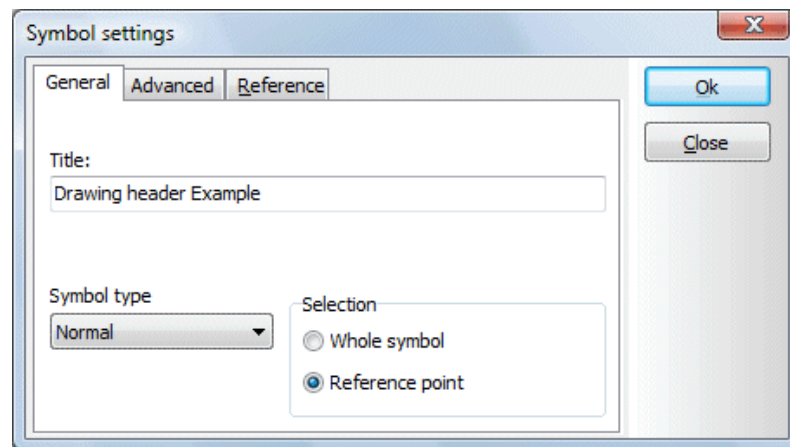 Symbol settings
General Advanced Reference
Ok
Close
Title:
Drawing header Example
Symbol type
Normal
Selection
Whole symbol
Reference point